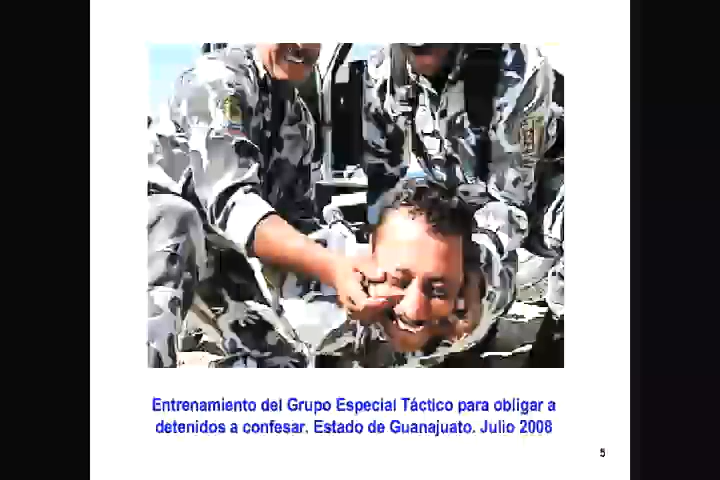 Entrenamiento del Grupo Especial Táctico para obligar a
detenidos a confesar. Estado de Guanajuato. Julio 2008
5